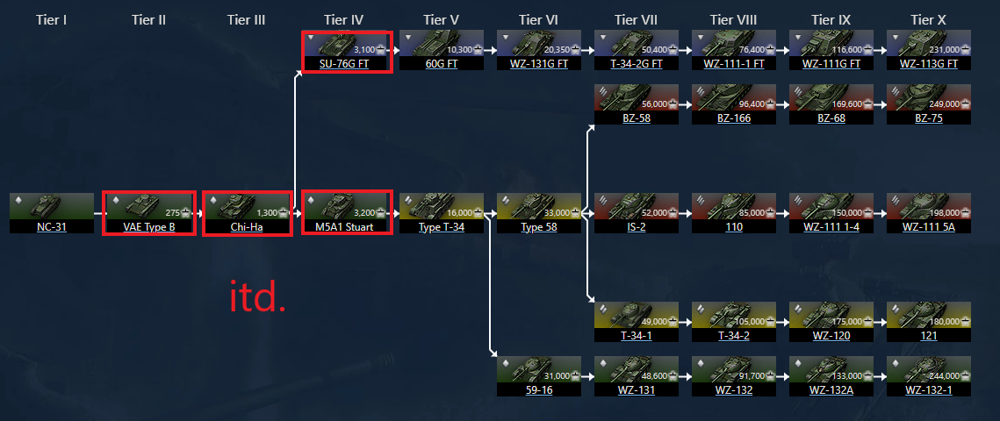 Tier I Tier II Tier III Tier IV Tier V Tier VI Tier VII Tier VIII Tier IX Tier X
3,100 10,300 20,350 50,400 76,400 116,600 231,000
SU-76G FT 60G FT WZ-131G FT T-34-2G FT WZ-111-1 FT WZ-111G FT WZ-113G FT
56,000 96,400 169,600 249,000
BZ-58 BZ-166 BZ-68 BZ-75
275 1,300 3,200 16,000 33,000 52,000 85,000 150,000 198,000
NC-31 VAE Type B Chi-Ha M5A1 Stuart Type T-34 Type 58 IS-2 110 WZ-111 1-4 WZ-111 5A
itd.
49,000 105,000 175,000 180,000
T-34-1 T-34-2 WZ-120 121
31,000 48,600 91,700 133,000 244,000
59-16 WZ-131 WZ-132 WZ-132A WZ-132-1